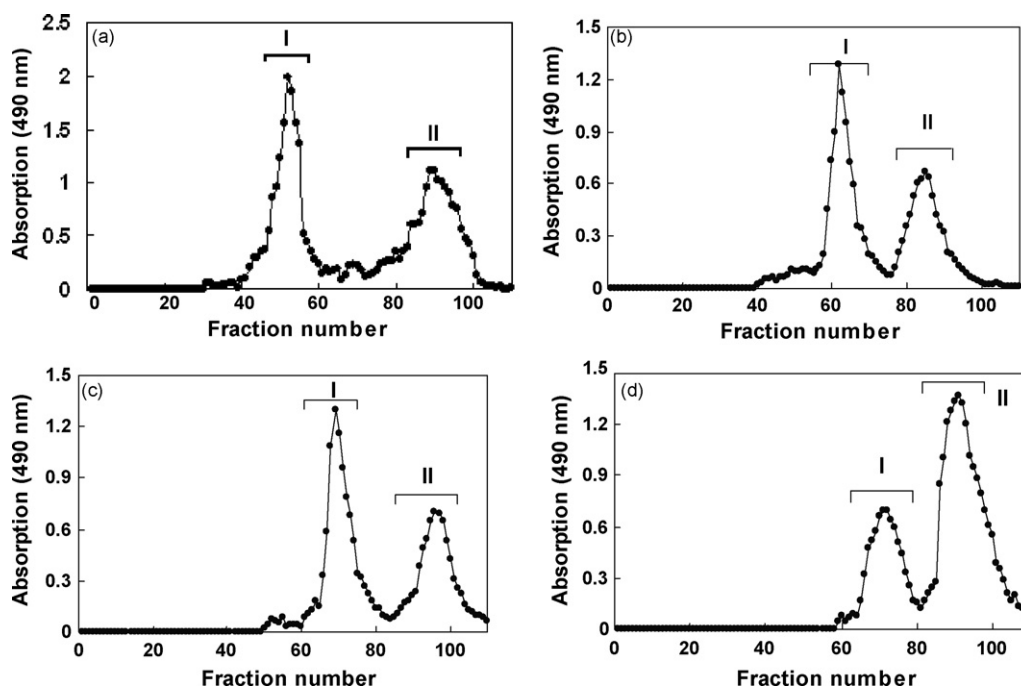 (a)
I
II
2.5
2
1.5
1
0.5
0
Absorption (490 nm)
0 20 40 60 80 100
Fraction number
(b)
I
II
1.5
1.2
0.9
0.6
0.3
0
Absorption (490 nm)
0 20 40 60 80 100
Fraction number
(c)
I
II
1.5
1.2
0.9
0.6
0.3
0
Absorption (490 nm)
0 20 40 60 80 100
Fraction number
(d)
I
II
1.5
1.2
0.9
0.6
0.3
0
Absorption (490 nm)
0 20 40 60 80 100
Fraction number